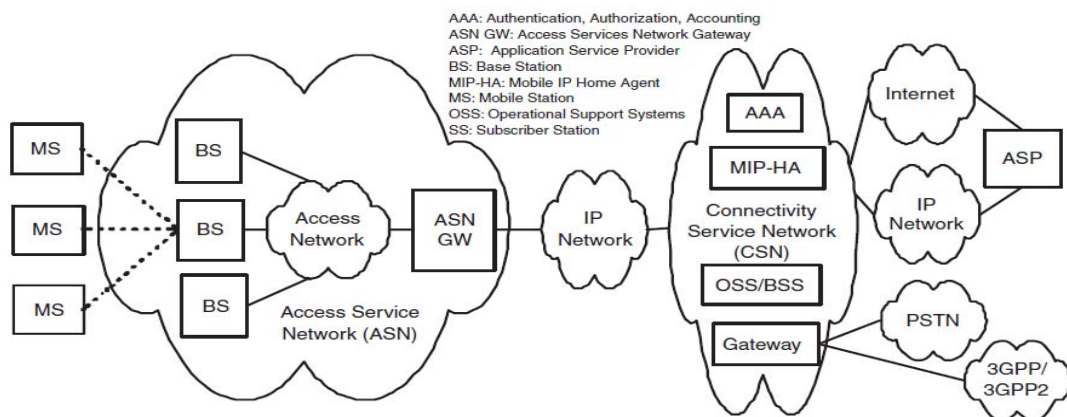 AAA: Authentication, Authorization, Accounting
ASN GW: Access Services Network Gateway
ASP: Application Service Provider
BS: Base Station
MIP-HA: Mobile IP Home Agent
MS: Mobile Station
OSS: Operational Support Systems
SS: Subscriber Station
MS
MS
MS
BS
BS
BS
Access
Network
ASN
GW
Access Service
Network (ASN)
IP
Network
AAA
MIP-HA
Connectivity
Service Network
(CSN)
OSS/BSS
Gateway
Internet
IP
Network
ASP
PSTN
3GPP/
3GPP2